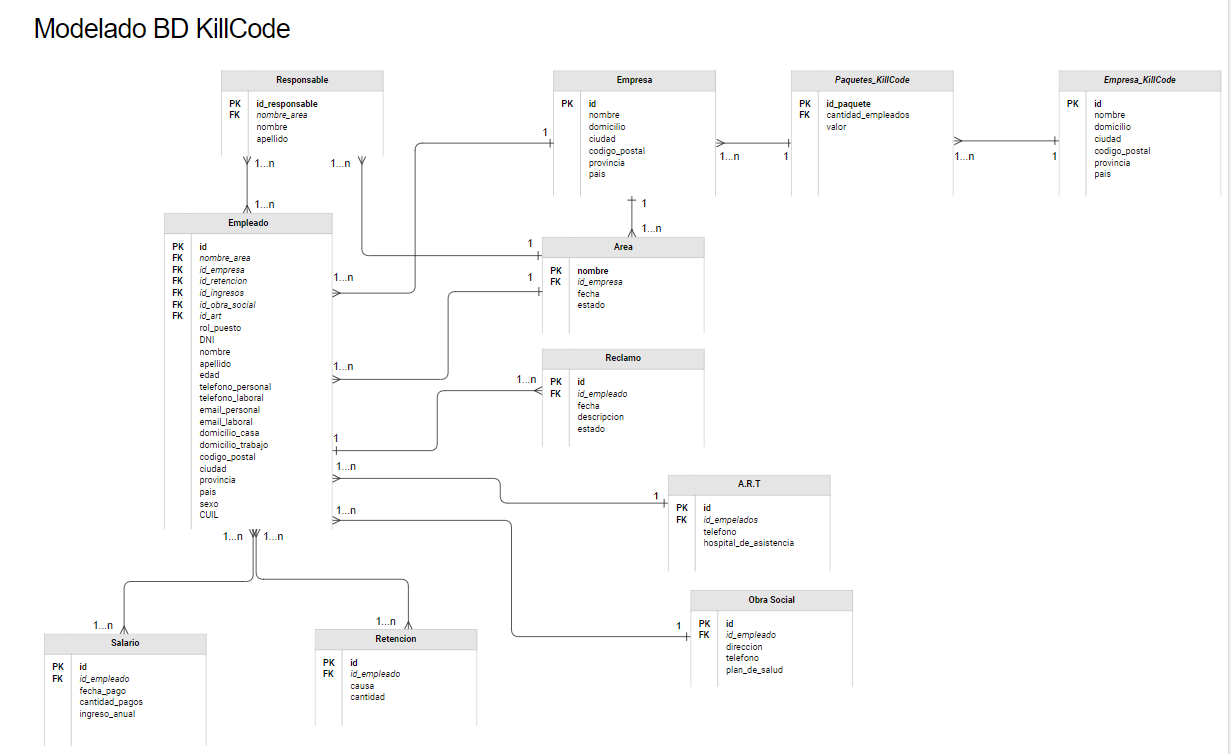 Modelado BD KillCode
Responsable
PK id_responsable
FK nombre_area
nombre
apellido
1...n
1...n
1...n
Empresa
PK id
nombre
domicilio
ciudad
codigo_postal
provincia
pais
1
1...n
1
1
1...n
Paquetes_KillCode
PK id_paquete
FK cantidad_empleados
valor
1...n
1
Empresa_KillCode
PK id
nombre
domicilio
ciudad
codigo_postal
provincia
pais
Empleado
PK id
FK nombre_area
FK id_empresa
FK id_retencion
FK id_ingresos
FK id_obra_social
FK id_art
rol_puesto
DNI
nombre
apellido
edad
telefono_personal
telefono_laboral
email_personal
email_laboral
domicilio_casa
domicilio_trabajo
codigo_postal
ciudad
provincia
pais
sexo
CUIL
1...n
1...n
1
1...n
1...n
1...n
1...n
1
1
Area
PK nombre
FK id_empresa
fecha
estado
1...n
Reclamo
PK id
FK id_empleado
fecha
descripcion
estado
1
A.R.T
PK id
FK id_empelados
telefono
hospital_de_asistencia
1
Obra Social
PK id
FK id_empleado
direccion
telefono
plan_de_salud
1...n
Salario
PK id
FK id_empleado
fecha_pago
cantidad_pagos
ingreso_anual
1...n
Retencion
PK id
FK id_empleado
causa
cantidad